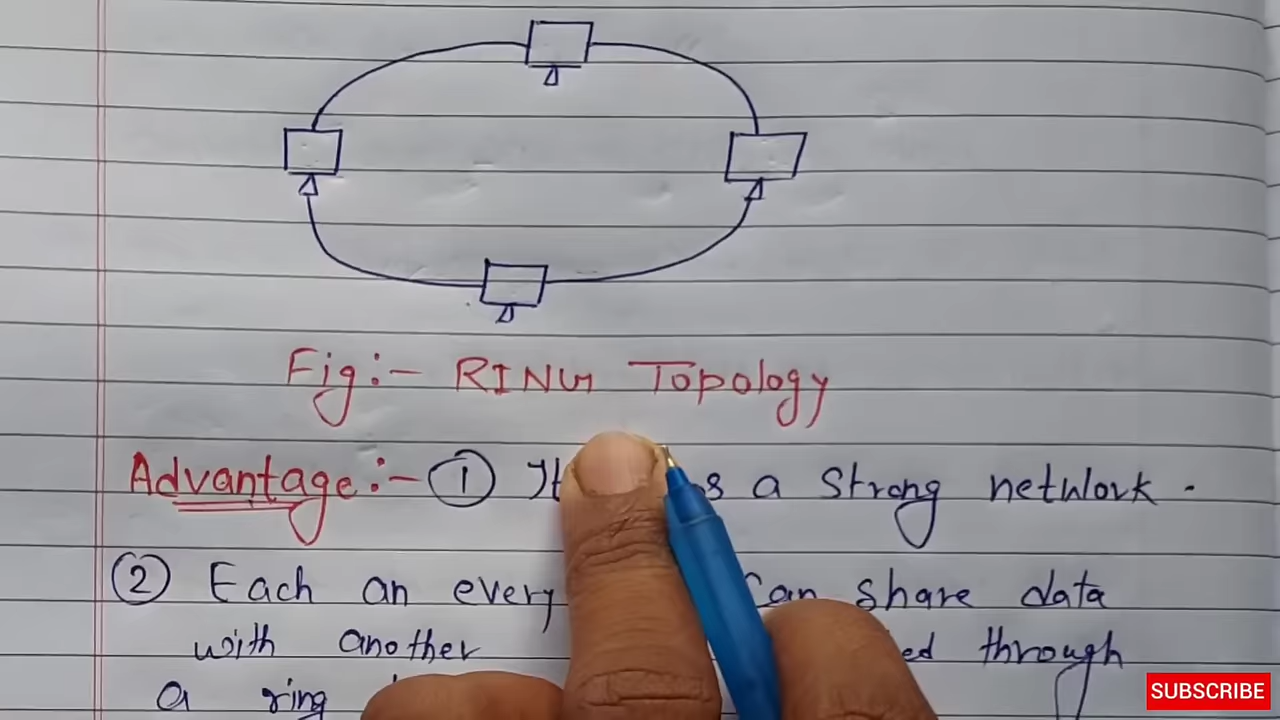 Fig:- RING Topology
Advantage:- ① It a Strong network.
② Each an every can share data
with another through
a ring
SUBSCRIBE